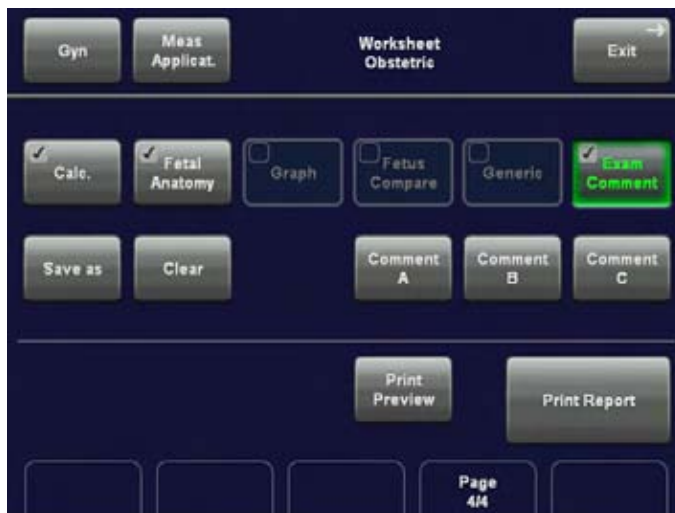 Gyn
Meas
Applicat.
Worksheet
Obstetric
Exit
Calc.
Fetal
Anatomy
Graph
Fetus
Compare
Generic
Exam
Comment
Save as
Clear
Comment
A
Comment
B
Comment
C
Print
Preview
Print Report
Page
4/4